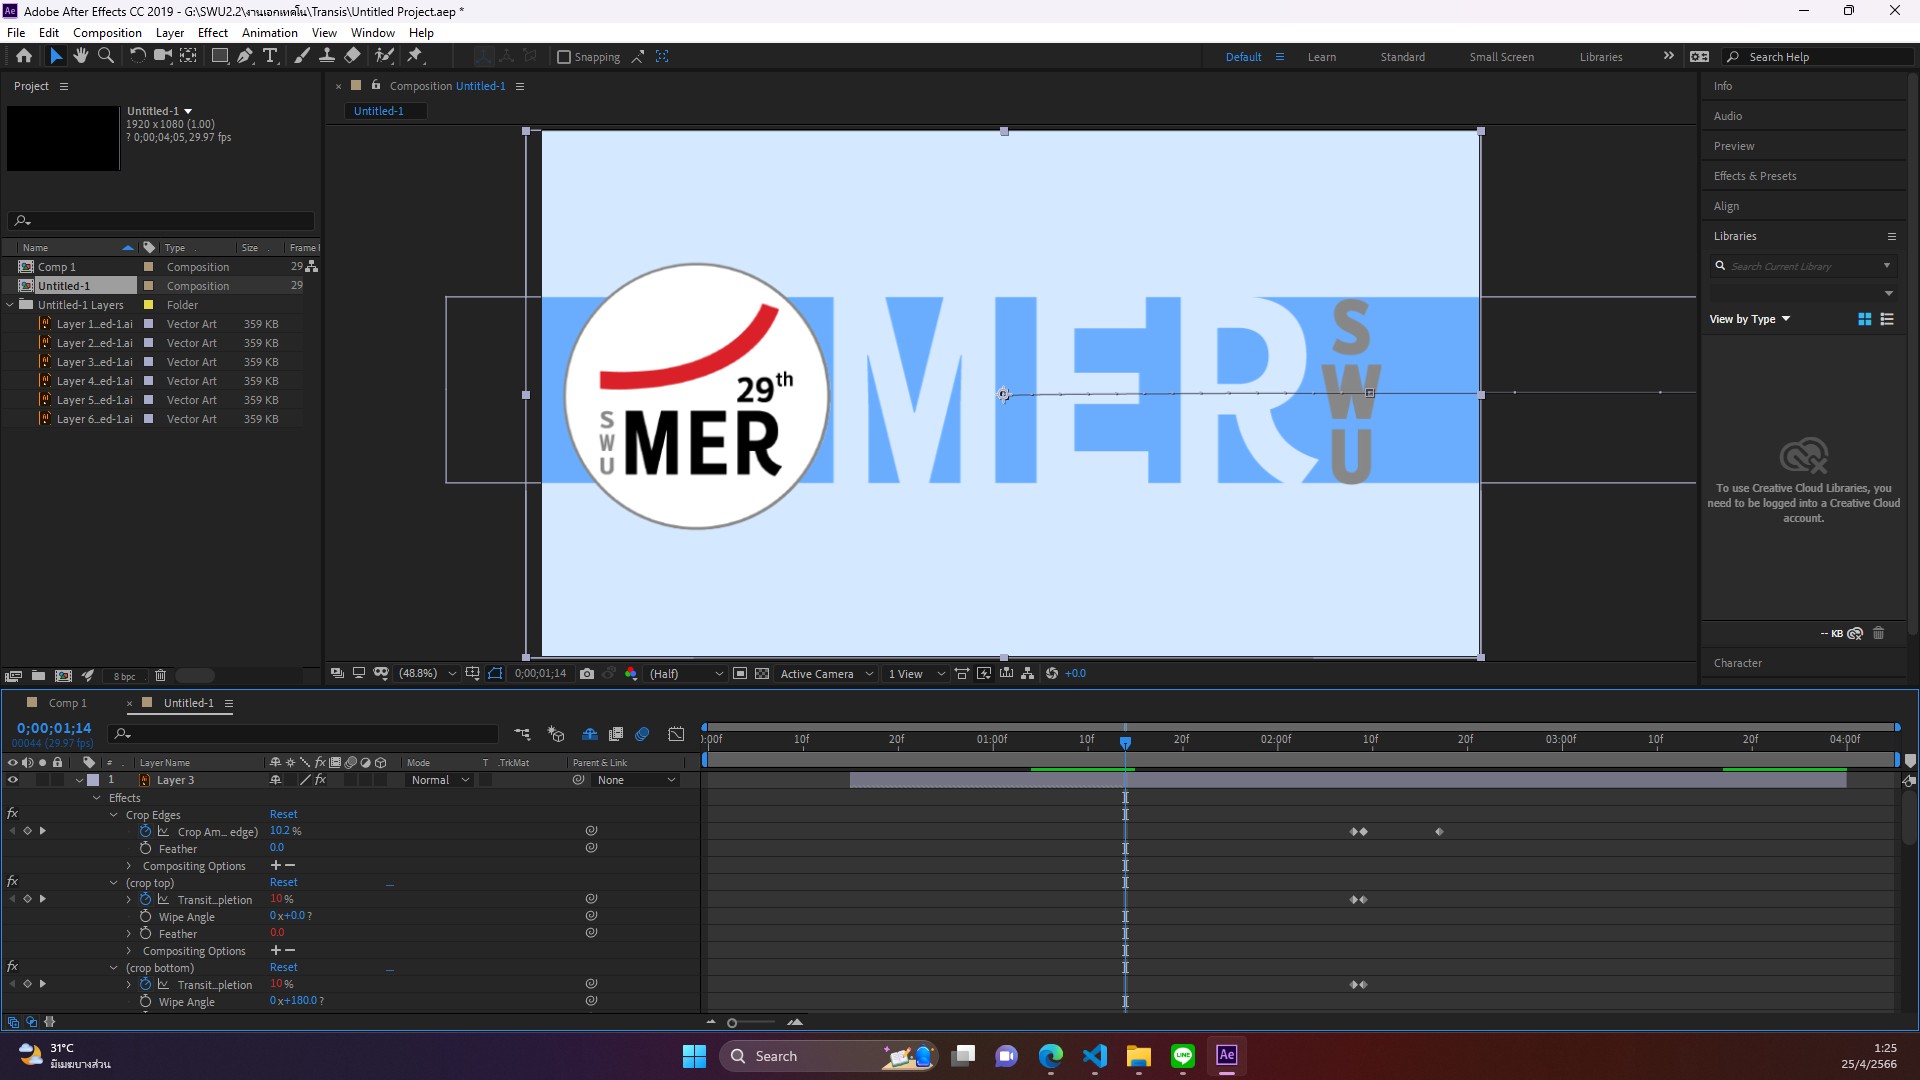 Adobe After Effects CC 2019 - G:\SWU2.2\งานเอกเทคโน\Transis\Untitled Project.aep *
File Edit Composition Layer Effect Animation View Window Help
Snapping
Default Learn Standard Small Screen Libraries Search Help
Project
Untitled-1
1920 x 1080 (1.00)
? 0;00;04;05, 29.97 fps
Name Type Size Frame
Comp 1 Composition 29
Untitled-1 Composition 29
Untitled-1 Layers Folder
Layer 1...ed-1.ai Vector Art 359 KB
Layer 2...ed-1.ai Vector Art 359 KB
Layer 3...ed-1.ai Vector Art 359 KB
Layer 4...ed-1.ai Vector Art 359 KB
Layer 5...ed-1.ai Vector Art 359 KB
Layer 6...ed-1.ai Vector Art 359 KB
8 bpc
Composition Untitled-1
Untitled-1
29th
SWU
MER
MER
SWU
(48.8%) 0;00;01;14 (Half) Active Camera 1 View +0.0
Info
Audio
Preview
Effects & Presets
Align
Libraries
Search Current Library
View by Type
To use Creative Cloud Libraries, you
need to be logged into a Creative Cloud
account.
-- KB
Character
Comp 1 Untitled-1
0;00;01;14
00044 (29.97 fps)
):00f 10f 20f 01:00f 10f 20f 02:00f 10f 20f 03:00f 10f 20f 04:00f
# Layer Name Mode T .TrkMat Parent & Link
1 Layer 3 Normal None
Effects
Crop Edges Reset
Crop Am... edge) 10.2 %
Feather 0.0
Compositing Options + −
(crop top) Reset
Transit...pletion 10 %
Wipe Angle 0 x+0.0 ?
Feather 0.0
Compositing Options + −
(crop bottom) Reset
Transit...pletion 10 %
Wipe Angle 0 x+180.0 ?
31°C
มีเมฆบางส่วน
Search
1:25
25/4/2566